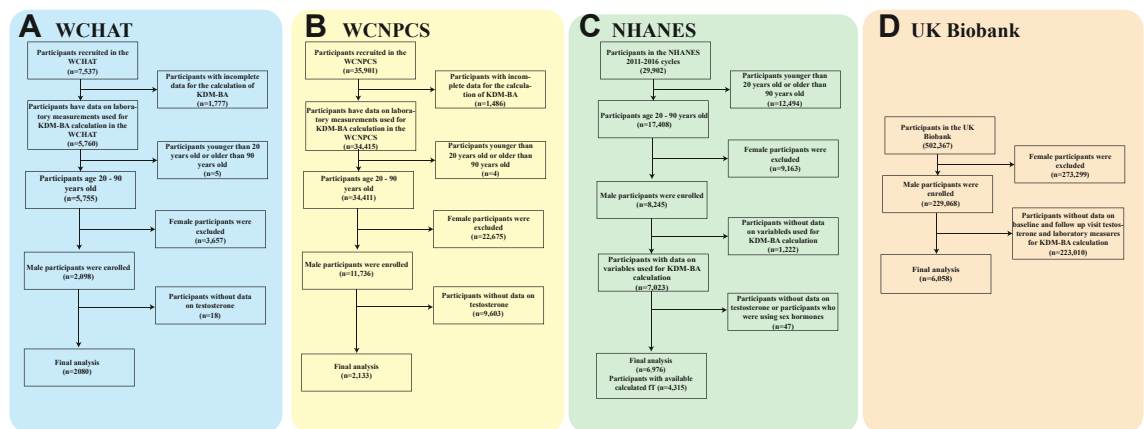 A WCHAT
Participants recruited in the
WCHAT
(n=7,537)
Participants with incomplete
data for the calculation of
KDM-BA
(n=1,777)
Participants have data on labora-
tory measurements used for
KDM-BA calculation in the
WCHAT
(n=5,760)
Participants younger than 20
years old or older than 90
years old
(n=5)
Participants age 20 - 90
years old
(n=5,755)
Female participants were
excluded
(n=3,657)
Male participants were enrolled
(n=2,098)
Participants without data
on testosterone
(n=18)
Final analysis
(n=2080)
B WCNPCS
Participants recruited in the
WCNPCS
(n=35,901)
Participants with incom-
plete data for the calcula-
tion of KDM-BA
(n=1,486)
Participants have data on labora-
tory measurements used for
KDM-BA calculation in the
WCNPCS
(n=34,415)
Participants younger than
20 years old or older than
90 years old
(n=4)
Participants age 20 - 90
years old
(n=34,411)
Female participants were
excluded
(n=22,675)
Male participants were enrolled
(n=11,736)
Participants without data on
testosterone
(n=9,603)
Final analysis
(n=2,133)
C NHANES
Participants in the NHANES
2011-2016 cycles
(29,902)
Participants younger than
20 years old or older than
90 years old
(n=12,494)
Participants age 20 - 90 years old
(n=17,408)
Female participants were
excluded
(n=9,163)
Male participants were enrolled
(n=8,245)
Participants without data
on variableds used for
KDM-BA calculation
(n=1,222)
Participants with data on
variables used for KDM-BA
calculation
(n=7,023)
Participants without data on
testosterone or participants who
were using sex hormones
(n=47)
Final analysis
(n=6,976)
Participants with available
calculated fT (n=4,315)
D UK Biobank
Participants in the UK
Biobank
(502,367)
Female participants were
excluded
(n=273,299)
Male participants were
enrolled
(n=229,068)
Participants without data on
baseline and follow up visit testos-
terone and laboratory measures
for KDM-BA calculation
(n=223,010)
Final analysis
(n=6,058)